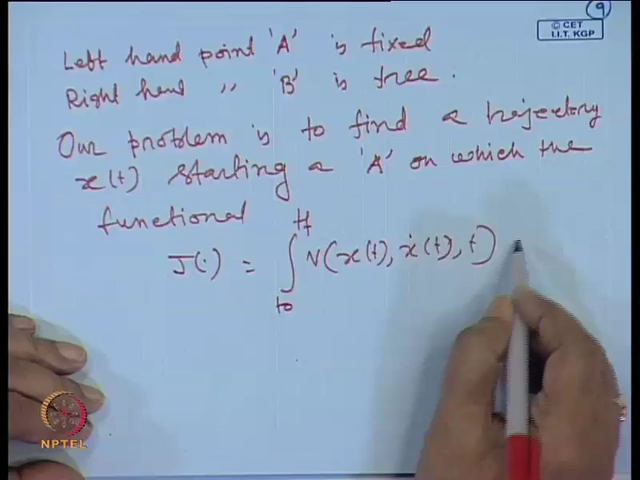 9
© CET
I.I.T. KGP
Left hand point 'A' is fixed
Right hand " 'B' is free.
Our problem is to find a trajectory
x(t) starting a 'A' on which the
functional
J(.) = ∫_{t0}^{tf} V(x(t), ẋ(t), t)
NPTEL